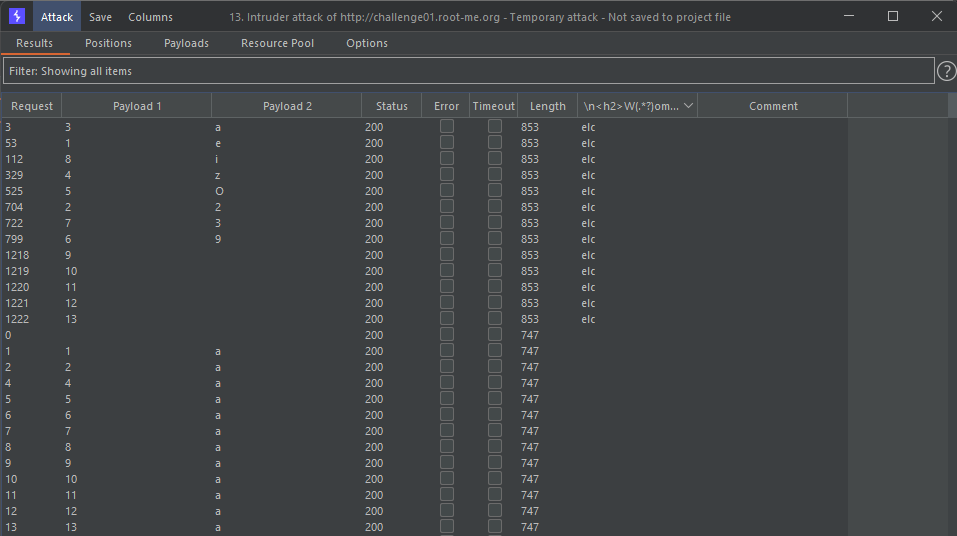 Attack Save Columns 13. Intruder attack of http://challenge01.root-me.org - Temporary attack - Not saved to project file
Results Positions Payloads Resource Pool Options
Filter: Showing all items ?
Request Payload 1 Payload 2 Status Error Timeout Length \n<h2>W(.*?)om... Comment
3 3 a 200 853 elc
53 1 e 200 853 elc
112 8 i 200 853 elc
329 4 z 200 853 elc
525 5 O 200 853 elc
704 2 2 200 853 elc
722 7 3 200 853 elc
799 6 9 200 853 elc
1218 9 200 853 elc
1219 10 200 853 elc
1220 11 200 853 elc
1221 12 200 853 elc
1222 13 200 853 elc
0 200 747
1 1 a 200 747
2 2 a 200 747
4 4 a 200 747
5 5 a 200 747
6 6 a 200 747
7 7 a 200 747
8 8 a 200 747
9 9 a 200 747
10 10 a 200 747
11 11 a 200 747
12 12 a 200 747
13 13 a 200 747